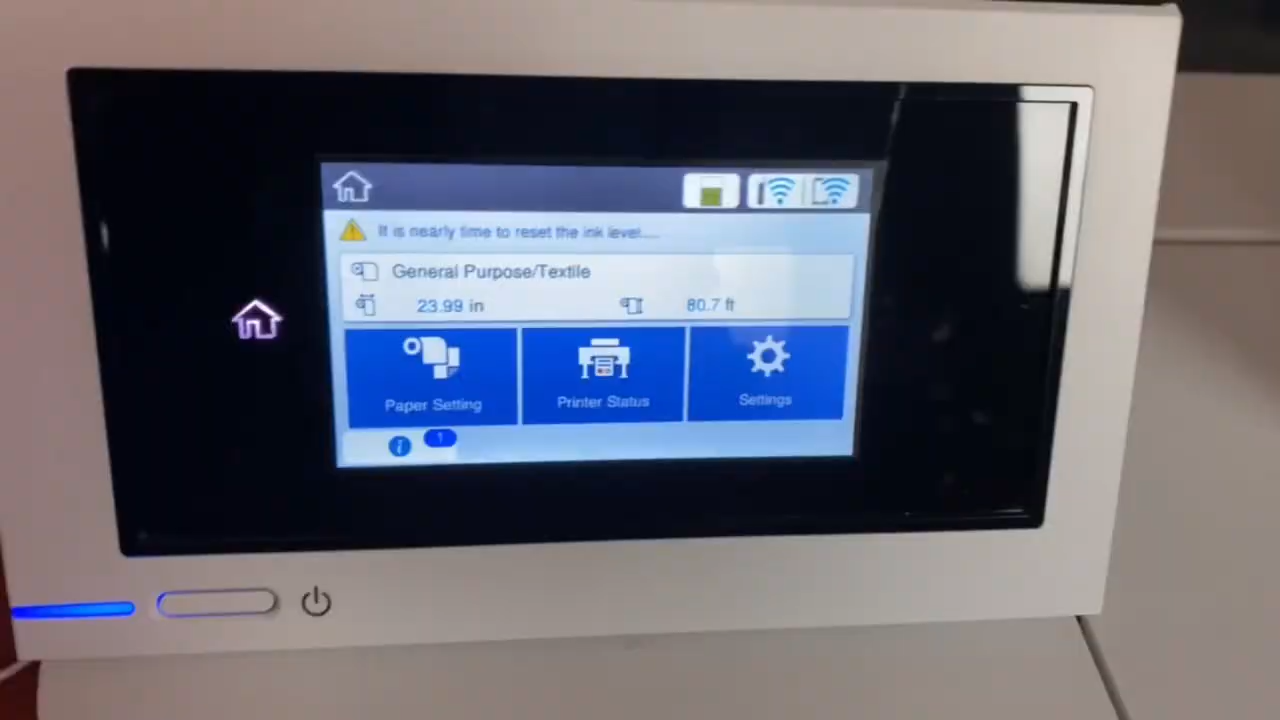 It is nearly time to reset the ink level....
General Purpose/Textile
23.99 in 80.7 ft
Paper Setting Printer Status Settings
i 1